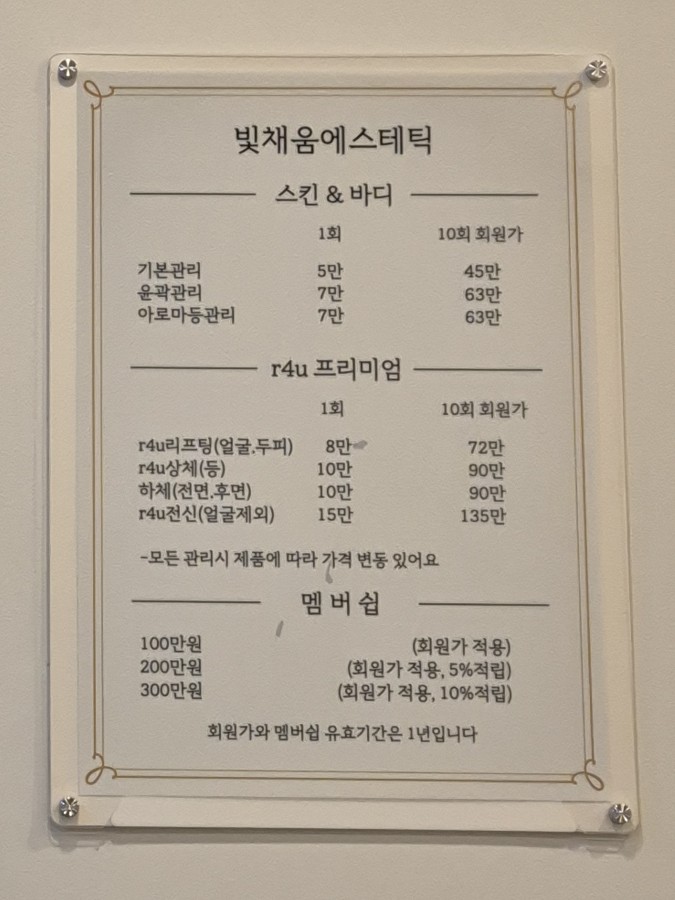 빛채움에스테틱
스킨 & 바디
1회 10회 회원가
기본관리 5만 45만
윤곽관리 7만 63만
아로마등관리 7만 63만
r4u 프리미엄
1회 10회 회원가
r4u리프팅(얼굴,두피) 8만 72만
r4u상체(등) 10만 90만
하체(전면,후면) 10만 90만
r4u전신(얼굴제외) 15만 135만
-모든 관리시 제품에 따라 가격 변동 있어요
멤 버 쉽
100만원 (회원가 적용)
200만원 (회원가 적용, 5%적립)
300만원 (회원가 적용, 10%적립)
회원가와 멤버쉽 유효기간은 1년입니다